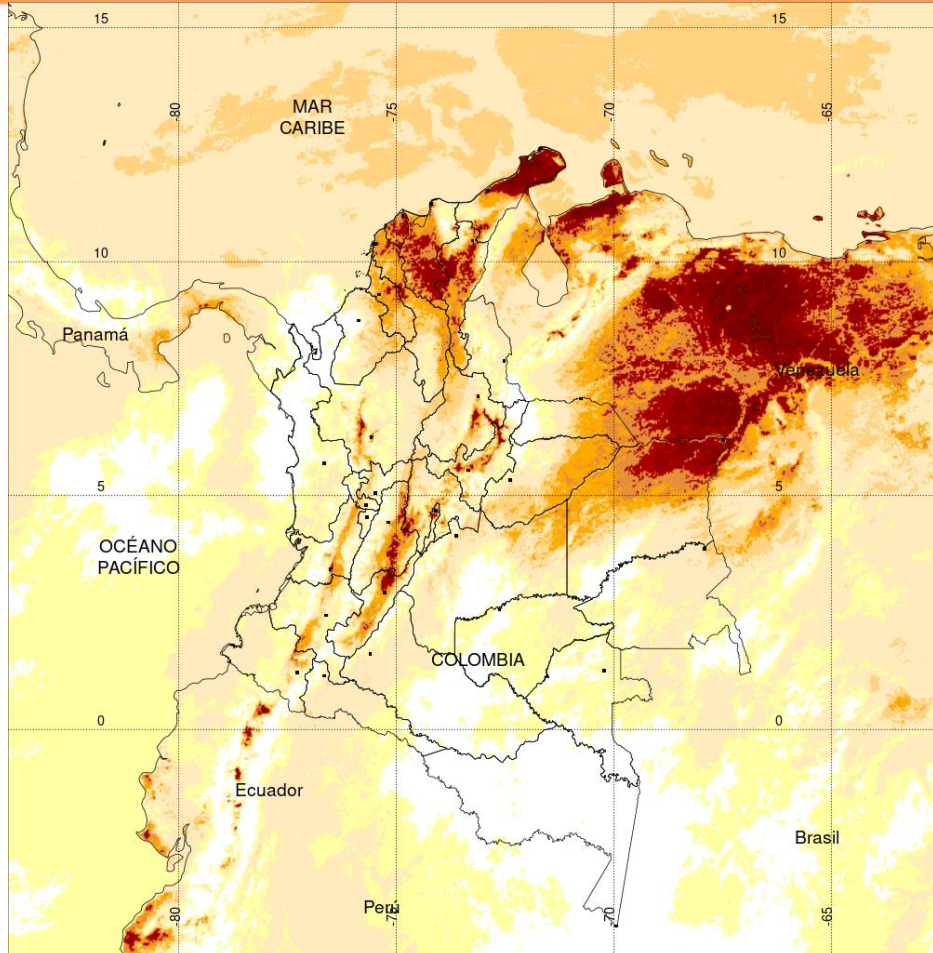 15
15
-80
-75
-70
-65
MAR
CARIBE
10
10
Panamá
Venezuela
5
5
OCÉANO
PACÍFICO
COLOMBIA
0
0
Ecuador
Brasil
Perú
-80
-75
-70
-65